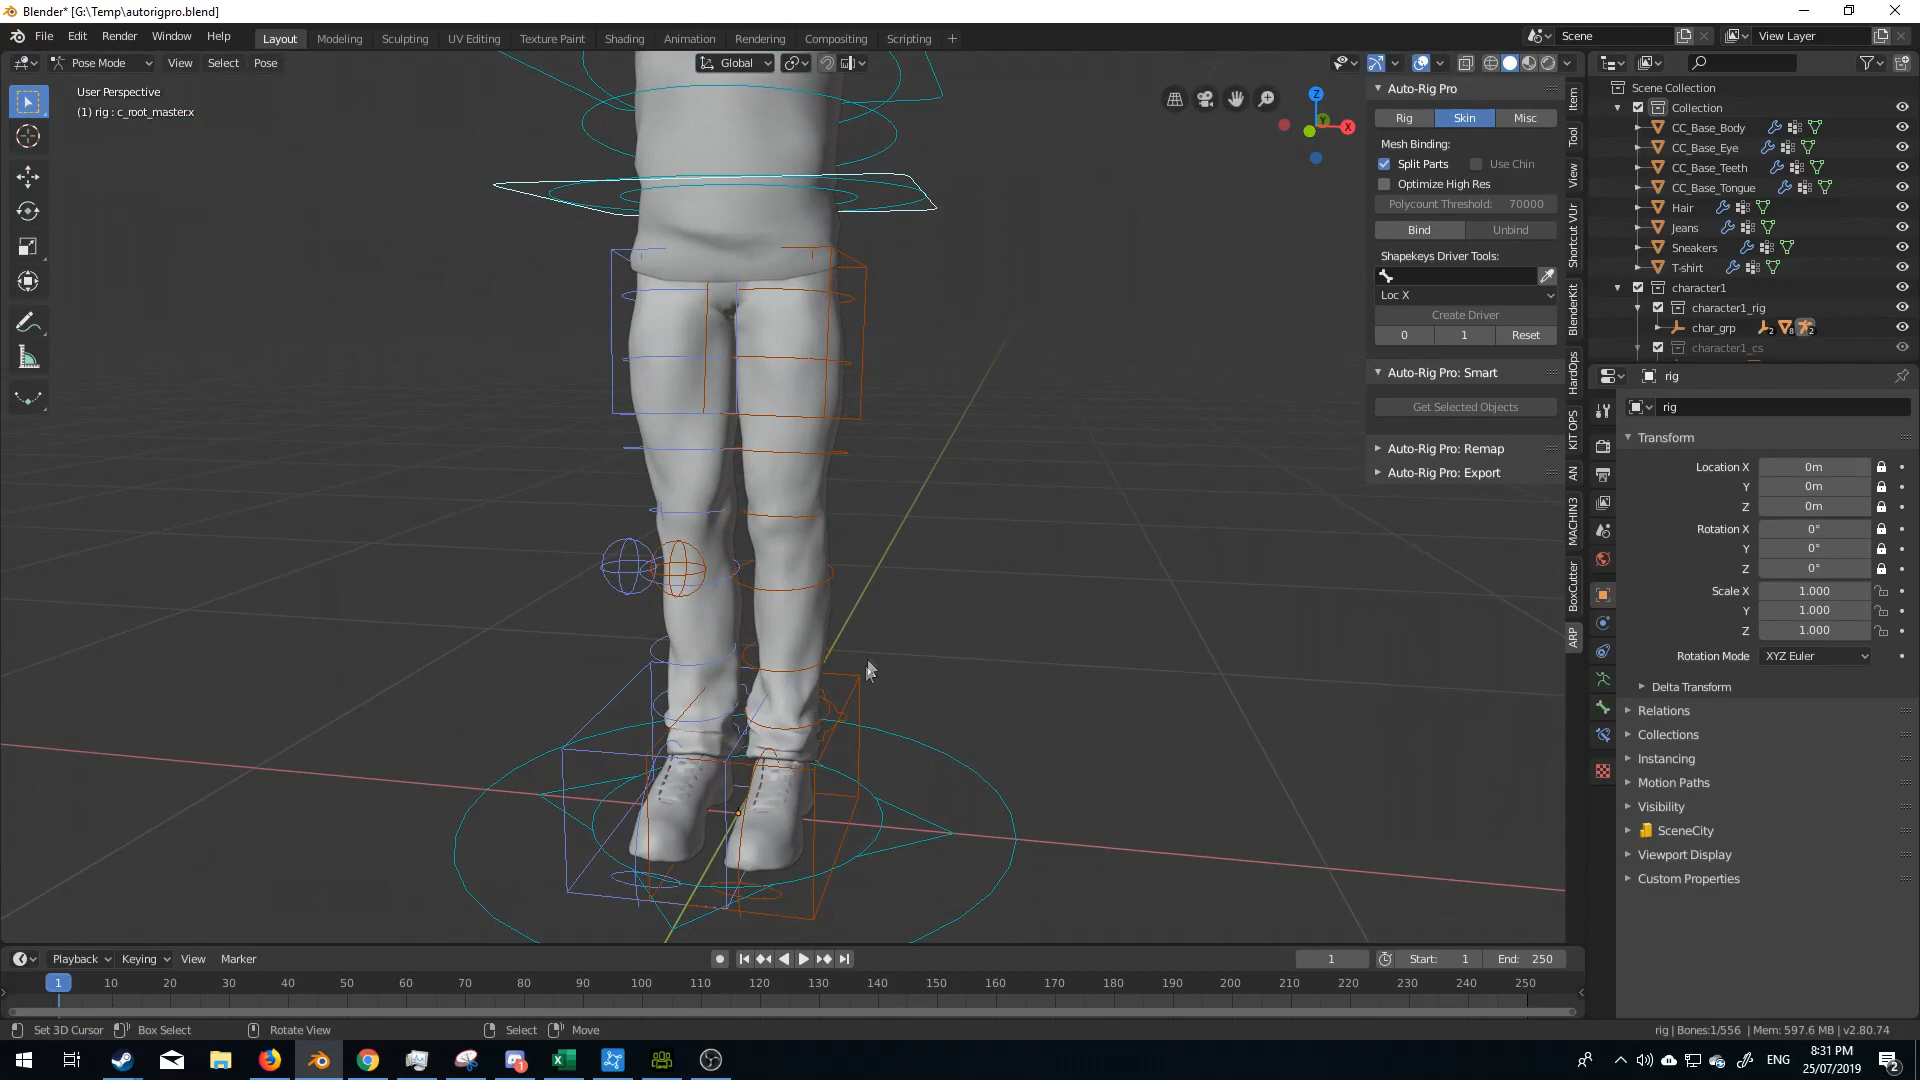 Blender* [G:\Temp\autorigpro.blend]
File Edit Render Window Help
Layout Modeling Sculpting UV Editing Texture Paint Shading Animation Rendering Compositing Scripting +
Scene
View Layer
Pose Mode View Select Pose
Global
User Perspective
(1) rig : c_root_master.x
Z
Y
X
Auto-Rig Pro
Rig Skin Misc
Mesh Binding:
Split Parts Use Chin
Optimize High Res
Polycount Threshold: 70000
Bind Unbind
Shapekeys Driver Tools:
Loc X
Create Driver
0 1 Reset
Auto-Rig Pro: Smart
Get Selected Objects
Auto-Rig Pro: Remap
Auto-Rig Pro: Export
Item
Tool
View
Shortcut VUr
BlenderKit
HardOps
KIT OPS
AN
MACHIN3
BoxCutter
ARP
Scene Collection
Collection
CC_Base_Body
CC_Base_Eye
CC_Base_Teeth
CC_Base_Tongue
Hair
Jeans
Sneakers
T-shirt
character1
character1_rig
char_grp 2 8 2
character1_cs
rig
rig
Transform
Location X 0m
Y 0m
Z 0m
Rotation X 0°
Y 0°
Z 0°
Scale X 1.000
Y 1.000
Z 1.000
Rotation Mode XYZ Euler
Delta Transform
Relations
Collections
Instancing
Motion Paths
Visibility
SceneCity
Viewport Display
Custom Properties
Playback Keying View Marker
1 Start: 1 End: 250
1 10 20 30 40 50 60 70 80 90 100 110 120 130 140 150 160 170 180 190 200 210 220 230 240 250
Set 3D Cursor Box Select Rotate View Select Move
rig | Bones:1/556 | Mem: 597.6 MB | v2.80.74
ENG
8:31 PM
25/07/2019
2